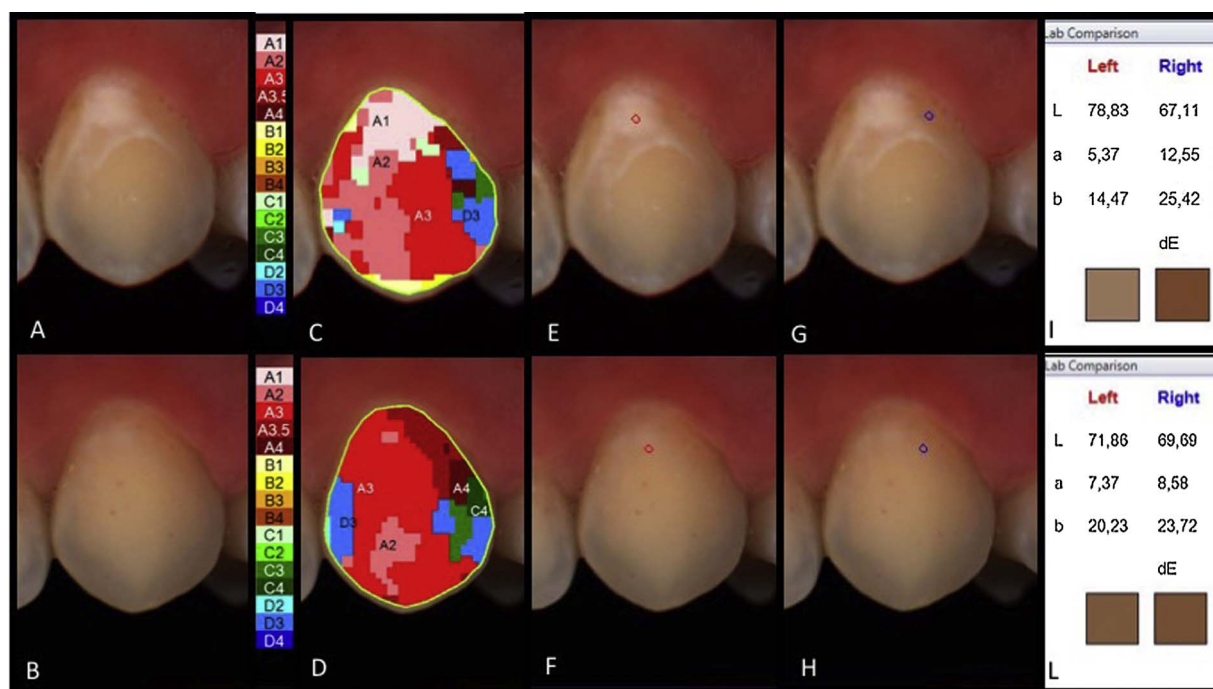 A
A1
A2
A3
A3.5
A4
B1
B2
B3
B4
C1
C2
C3
C4
D2
D3
D4
A1
A2
A3
D3
C
E
G
Lab Comparison
Left Right
L 78,83 67,11
a 5,37 12,55
b 14,47 25,42
dE
I
B
A1
A2
A3
A3.5
A4
B1
B2
B3
B4
C1
C2
C3
C4
D2
D3
D4
A3
A4
C4
D3
A2
D
F
H
Lab Comparison
Left Right
L 71,86 69,69
a 7,37 8,58
b 20,23 23,72
dE
L